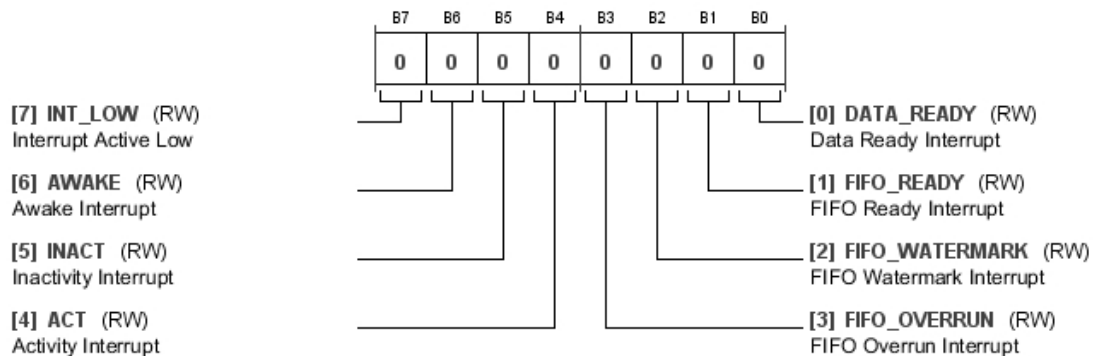 B7 B6 B5 B4 B3 B2 B1 B0
0 0 0 0 0 0 0 0
[7] INT_LOW (RW)
Interrupt Active Low
[6] AWAKE (RW)
Awake Interrupt
[5] INACT (RW)
Inactivity Interrupt
[4] ACT (RW)
Activity Interrupt
[0] DATA_READY (RW)
Data Ready Interrupt
[1] FIFO_READY (RW)
FIFO Ready Interrupt
[2] FIFO_WATERMARK (RW)
FIFO Watermark Interrupt
[3] FIFO_OVERRUN (RW)
FIFO Overrun Interrupt